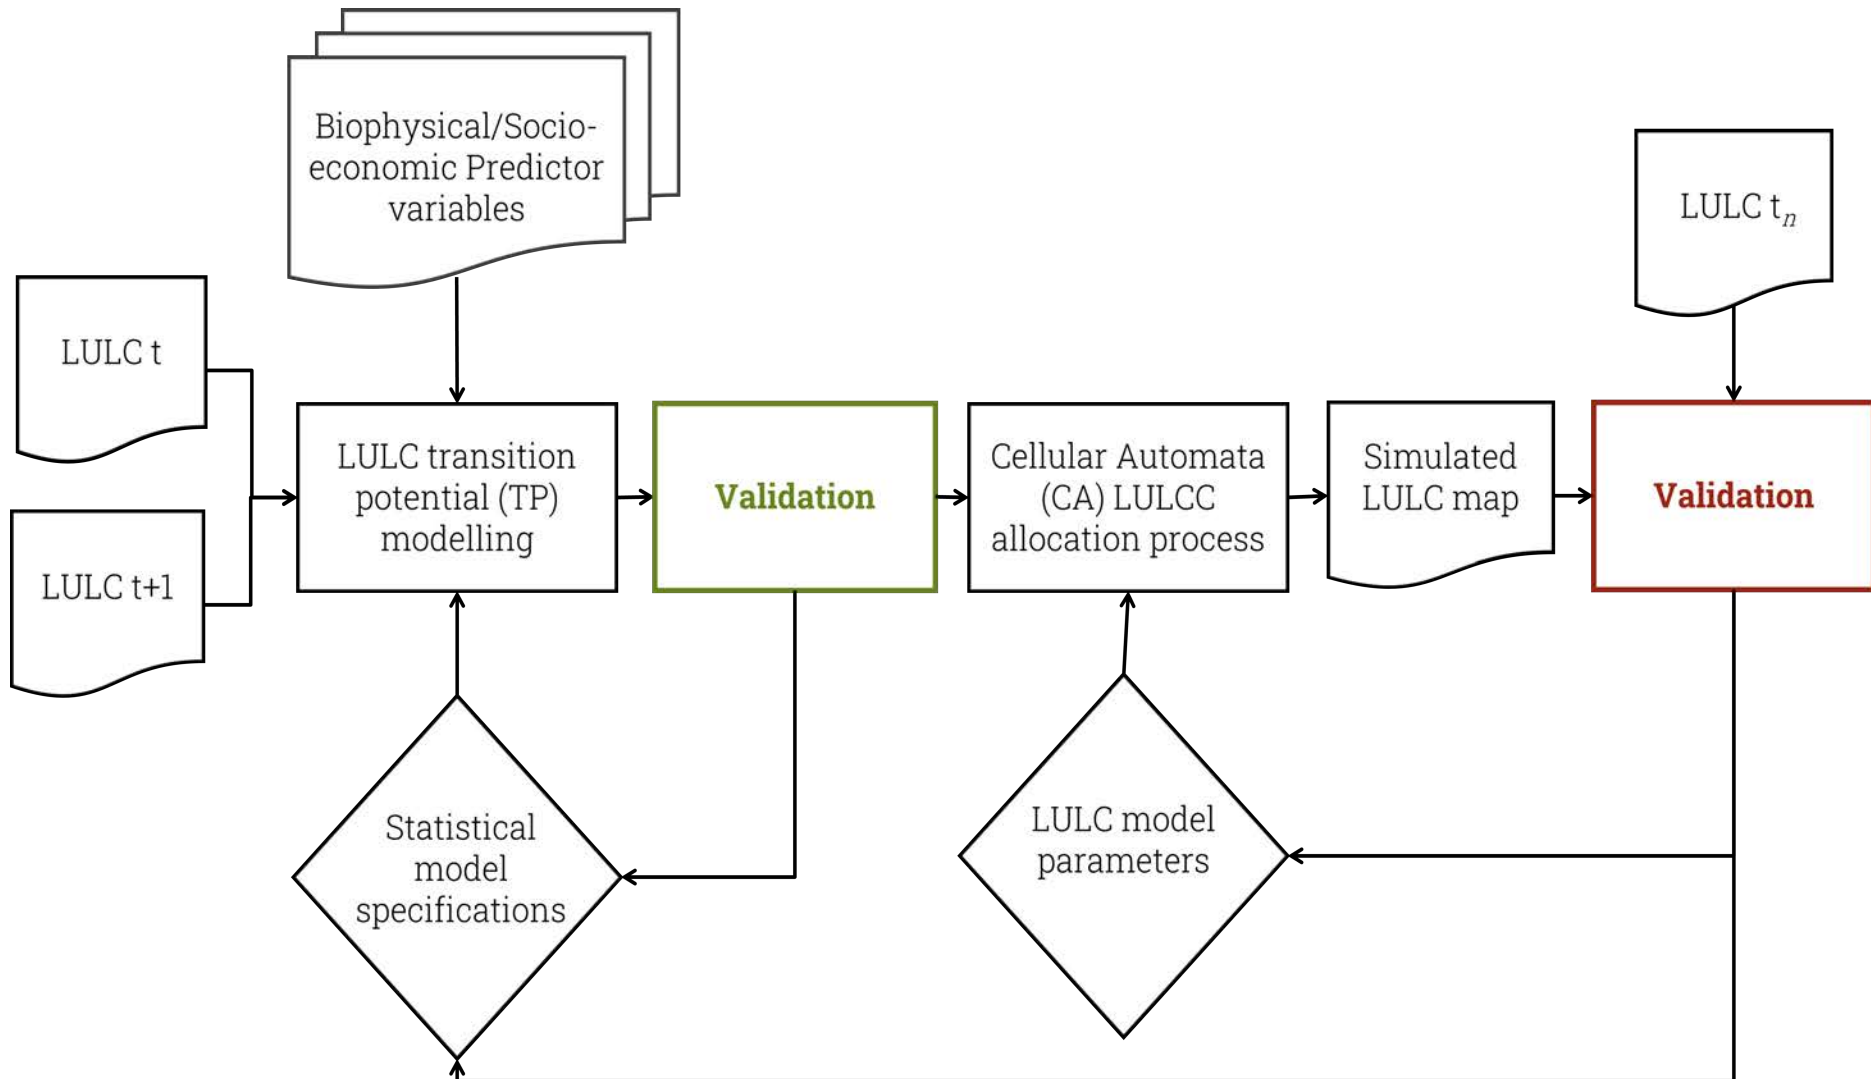 Biophysical/Socio-
economic Predictor
variables
LULC tn
LULC t
LULC t+1
LULC transition
potential (TP)
modelling
Validation
Cellular Automata
(CA) LULCC
allocation process
Simulated
LULC map
Validation
Statistical
model
specifications
LULC model
parameters